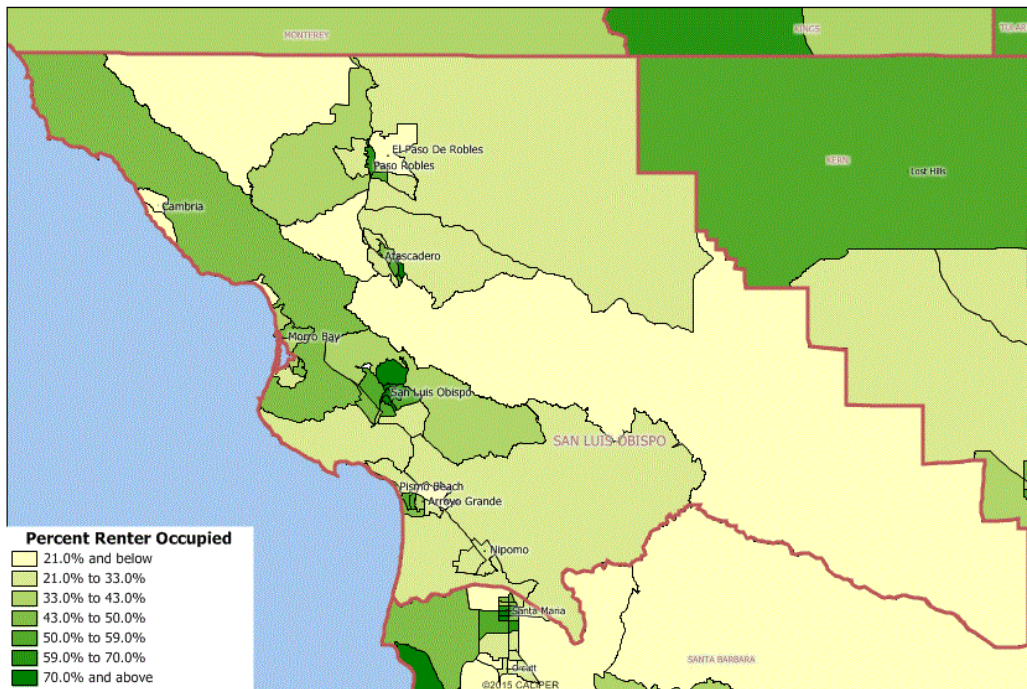 MONTEREY
KINGS
TULAR
El Paso De Robles
Paso Robles
KERN
Lost Hills
Cambria
Atascadero
Morro Bay
San Luis Obispo
SAN LUIS OBISPO
Pismo Beach
Arroyo Grande
Nipomo
Santa Maria
Orcutt
SANTA BARBARA
©2015 CALIPER
Percent Renter Occupied
21.0% and below
21.0% to 33.0%
33.0% to 43.0%
43.0% to 50.0%
50.0% to 59.0%
59.0% to 70.0%
70.0% and above